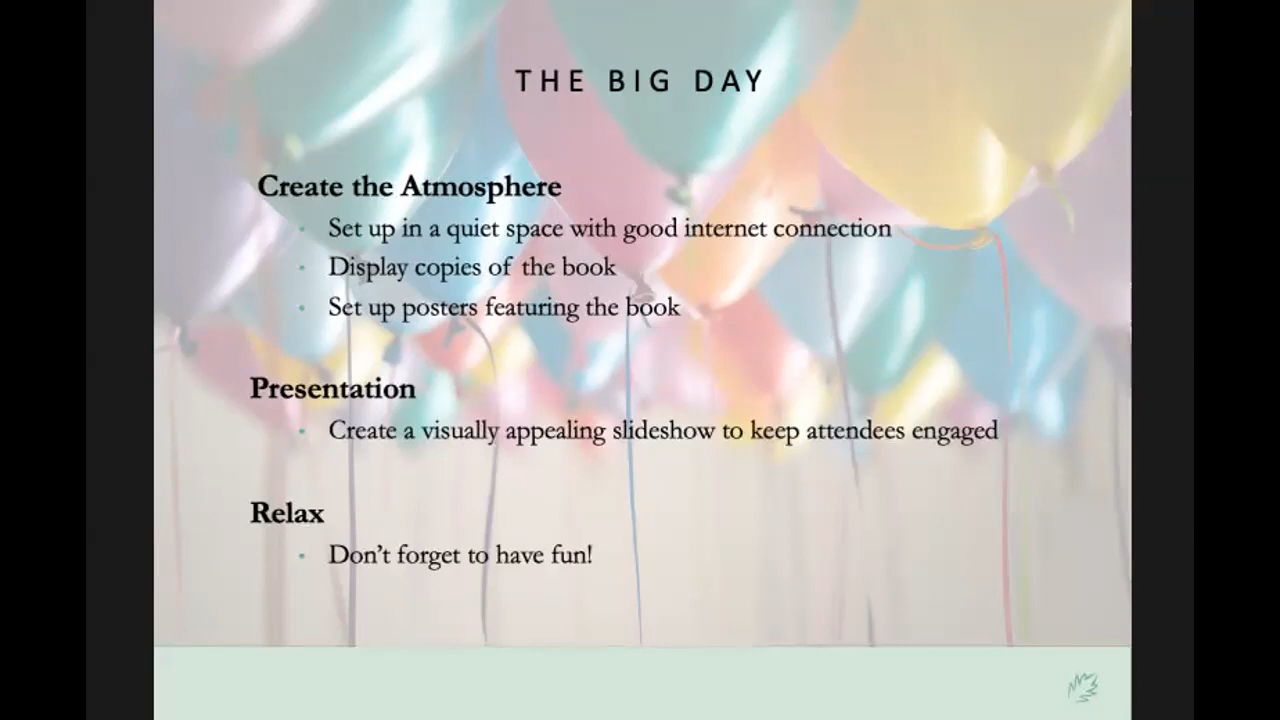 THE BIG DAY
Create the Atmosphere
Set up in a quiet space with good internet connection
Display copies of the book
Set up posters featuring the book
Presentation
Create a visually appealing slideshow to keep attendees engaged
Relax
Don’t forget to have fun!